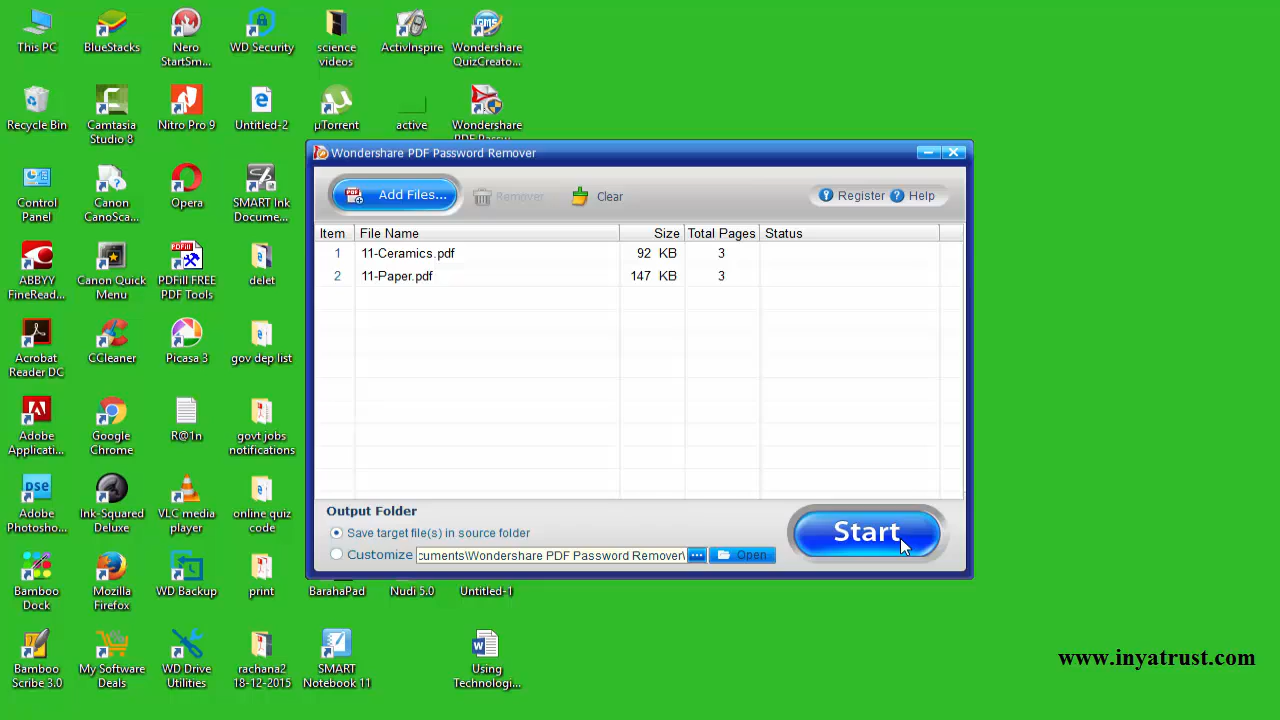 This PC
BlueStacks
Nero
StartSm...
WD Security
science
videos
ActivInspire
Wondershare
QuizCreato...
Recycle Bin
Camtasia
Studio 8
Nitro Pro 9
Untitled-2
µTorrent
active
Wondershare
Control
Panel
Canon
CanoSca...
Opera
SMART Ink
Docume...
ABBYY
FineRead...
Canon Quick
Menu
PDFill FREE
PDF Tools
delet
Acrobat
Reader DC
CCleaner
Picasa 3
gov dep list
Adobe
Applicati...
Google
Chrome
R@1n
govt jobs
notifications
Adobe
Photosho...
Ink-Squared
Deluxe
VLC media
player
online quiz
code
Bamboo
Dock
Mozilla
Firefox
WD Backup
print
BarahaPad
Nudi 5.0
Untitled-1
Bamboo
Scribe 3.0
My Software
Deals
WD Drive
Utilities
rachana2
18-12-2015
SMART
Notebook 11
Using
Technologi...
Wondershare PDF Password Remover
Add Files...
Remover
Clear
Register
Help
Item File Name Size Total Pages Status
1 11-Ceramics.pdf 92 KB 3
2 11-Paper.pdf 147 KB 3
Output Folder
Save target file(s) in source folder
Customize :uments\Wondershare PDF Password Remover\ ... Open
Start
www.inyatrust.com